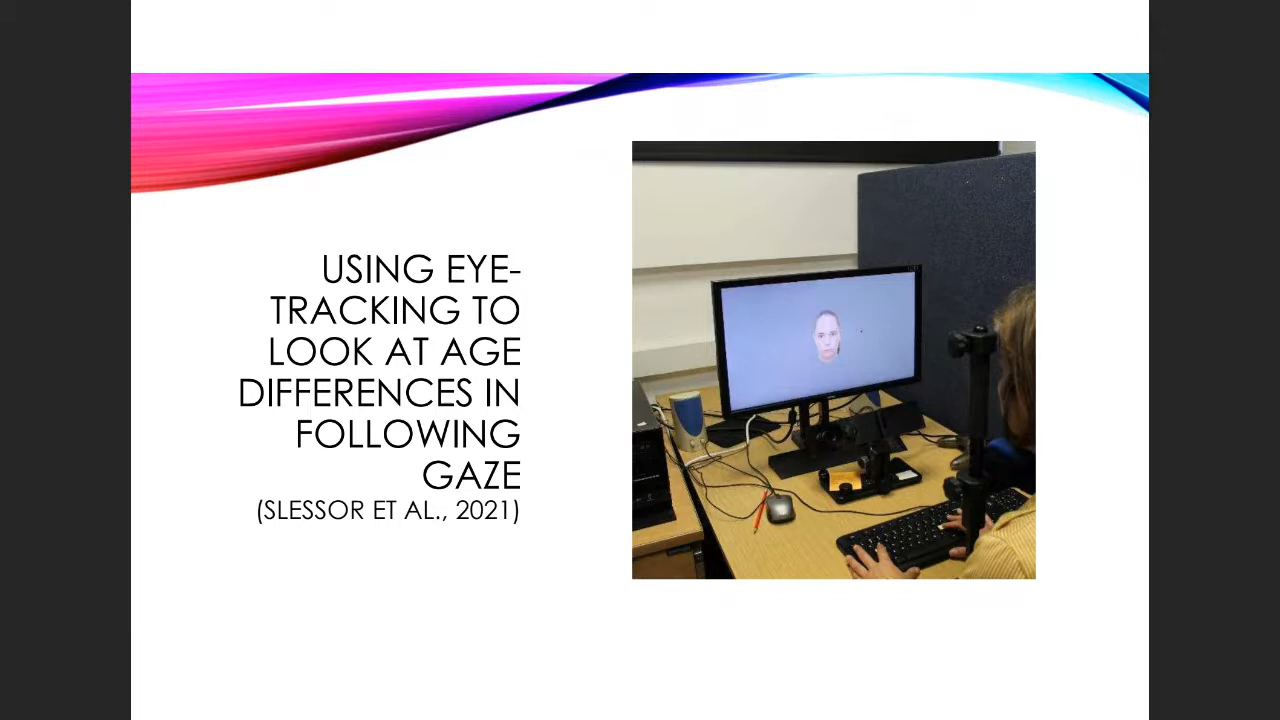 USING EYE-
TRACKING TO
LOOK AT AGE
DIFFERENCES IN
FOLLOWING
GAZE
(SLESSOR ET AL., 2021)